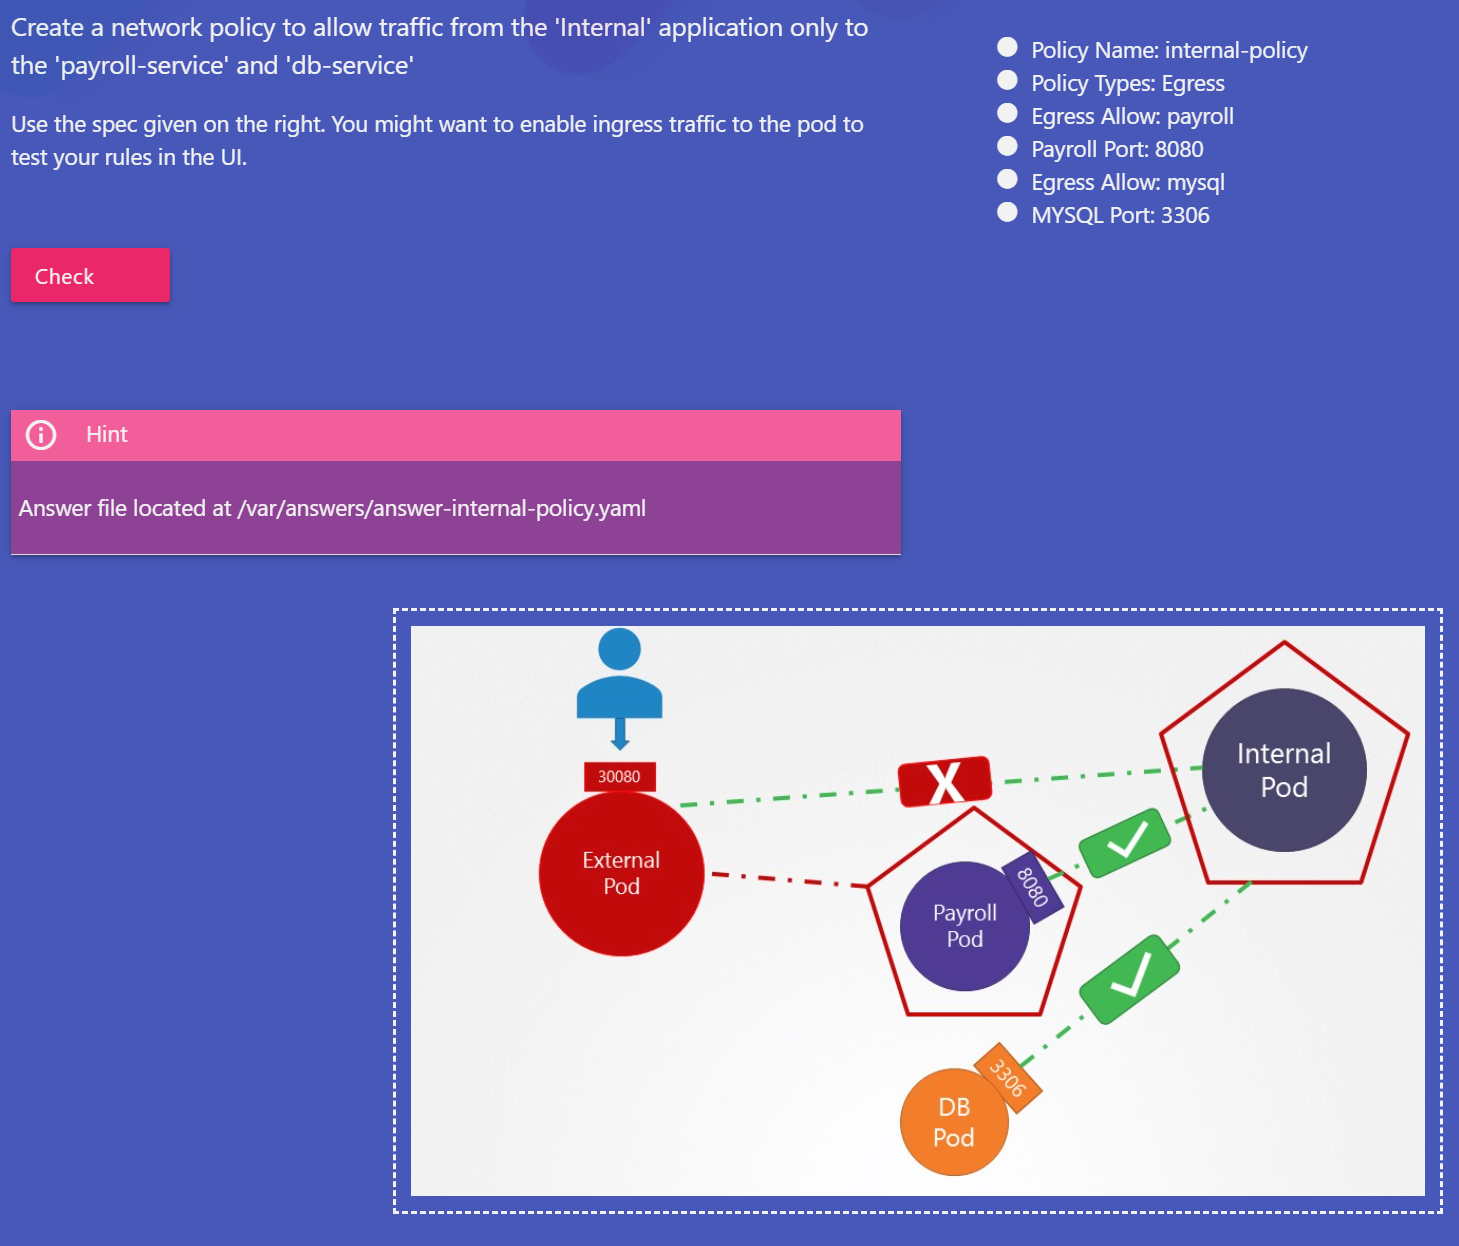 Create a network policy to allow traffic from the 'Internal' application only to
the 'payroll-service' and 'db-service'
Use the spec given on the right. You might want to enable ingress traffic to the pod to
test your rules in the UI.
Policy Name: internal-policy
Policy Types: Egress
Egress Allow: payroll
Payroll Port: 8080
Egress Allow: mysql
MYSQL Port: 3306
Check
Hint
Answer file located at /var/answers/answer-internal-policy.yaml
30080
External
Pod
X
Internal
Pod
8080
Payroll
Pod
3306
DB
Pod